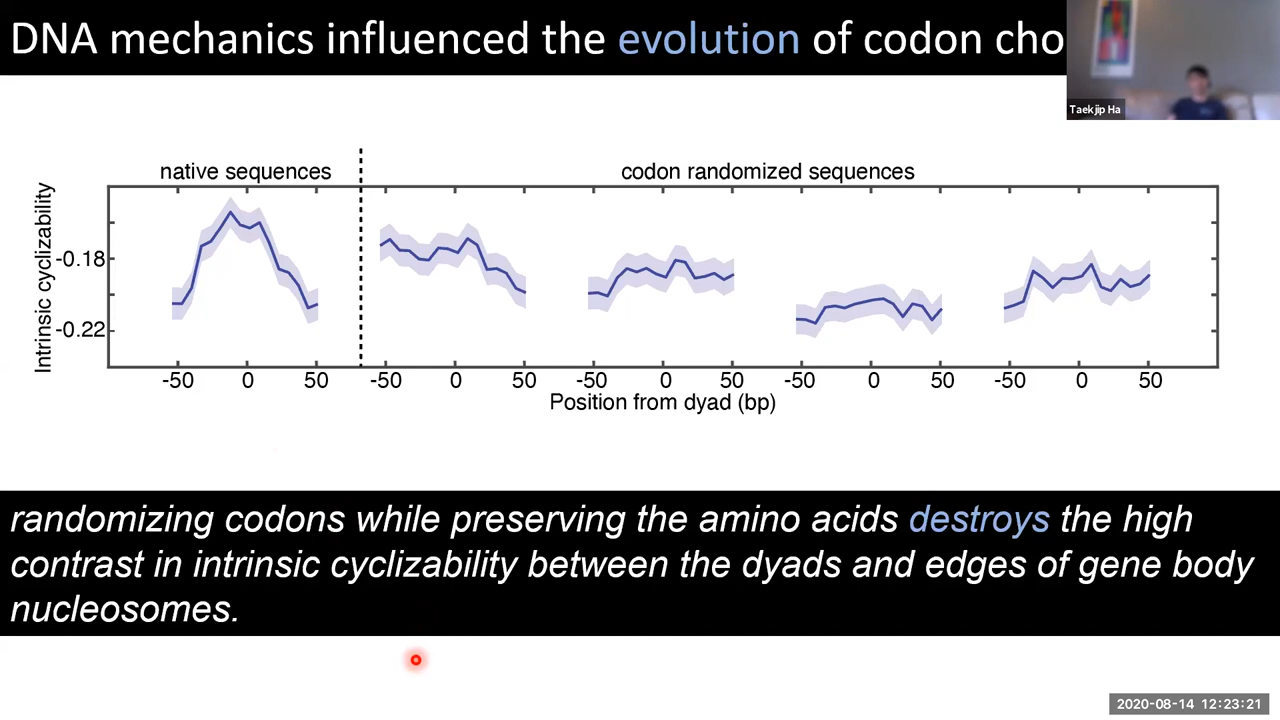 DNA mechanics influenced the evolution of codon cho
Taekjip Ha
native sequences
codon randomized sequences
Intrinsic cyclizability
-0.18
-0.22
-50 0 50 -50 0 50 -50 0 50 -50 0 50 -50 0 50
Position from dyad (bp)
randomizing codons while preserving the amino acids destroys the high
contrast in intrinsic cyclizability between the dyads and edges of gene body
nucleosomes.
2020-08-14 12:23:21